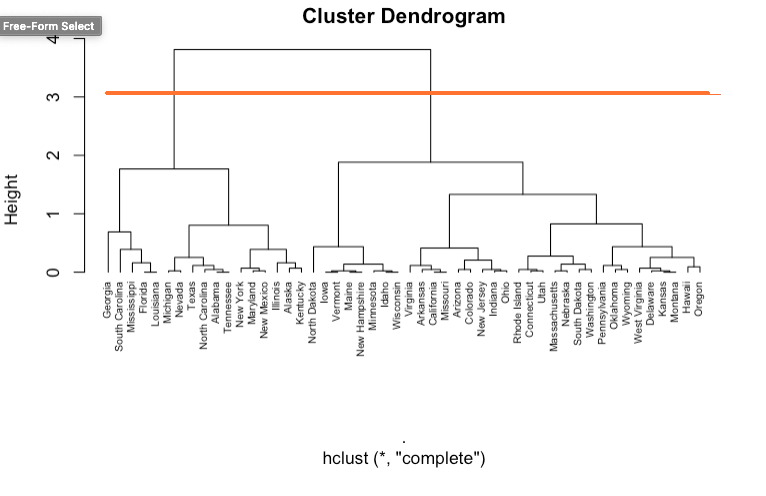 Cluster Dendrogram
Free-Form Select
Height
0
1
2
3
4
Georgia
South Carolina
Mississippi
Florida
Louisiana
Michigan
Nevada
Texas
North Carolina
Alabama
Tennessee
New York
Maryland
New Mexico
Illinois
Alaska
Kentucky
North Dakota
Iowa
Vermont
Maine
New Hampshire
Minnesota
Idaho
Wisconsin
Virginia
Arkansas
California
Missouri
Arizona
Colorado
New Jersey
Indiana
Ohio
Rhode Island
Connecticut
Utah
Massachusetts
Nebraska
South Dakota
Washington
Pennsylvania
Oklahoma
Wyoming
West Virginia
Delaware
Kansas
Montana
Hawaii
Oregon
.
hclust (*, "complete")